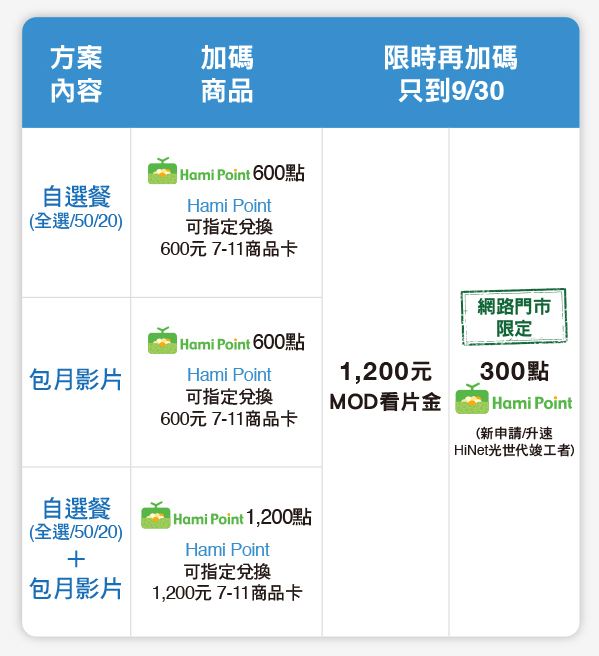 方案
內容
加碼
商品
限時再加碼
只到9/30
自選餐
(全選/50/20)
Hami Point 600點
Hami Point
可指定兌換
600元 7-11商品卡
包月影片
Hami Point 600點
Hami Point
可指定兌換
600元 7-11商品卡
自選餐
(全選/50/20)
+
包月影片
Hami Point 1,200點
Hami Point
可指定兌換
1,200元 7-11商品卡
1,200元
MOD看片金
網路門市
限定
300點
Hami Point
(新申請/升速
HiNet光世代竣工者)